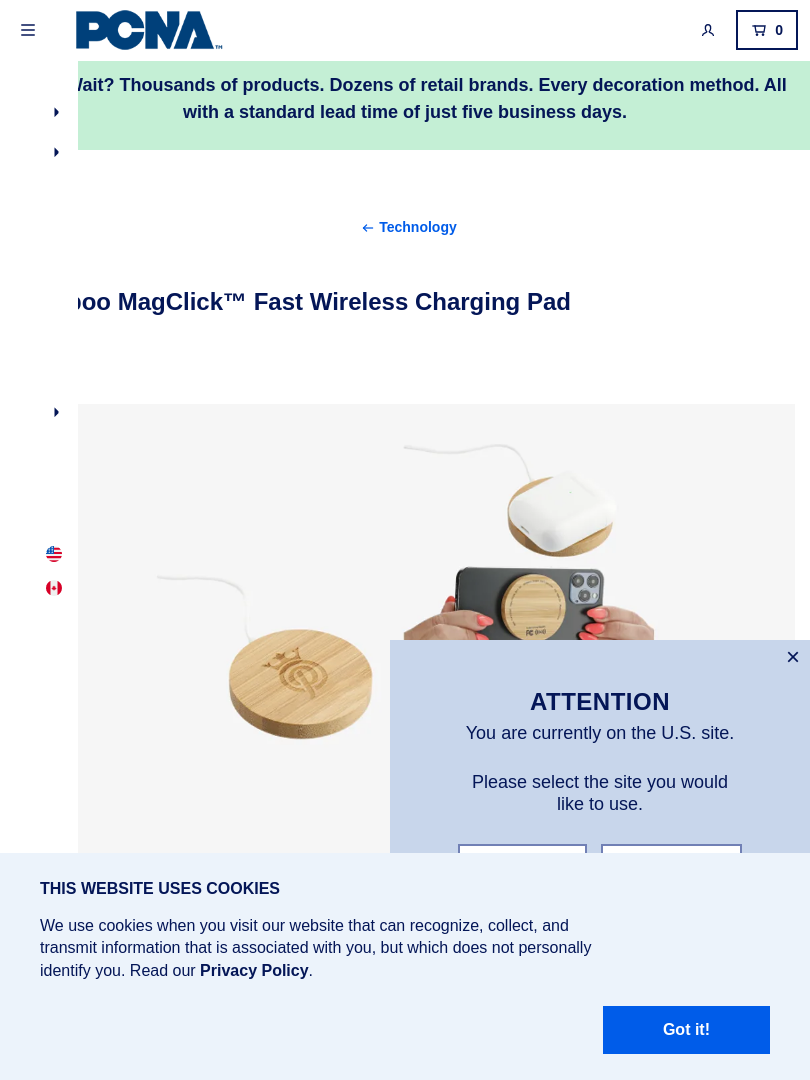 PCNA™
0
Wait? Thousands of products. Dozens of retail brands. Every decoration method. All
with a standard lead time of just five business days.
Technology
boo MagClick™ Fast Wireless Charging Pad
ATTENTION
You are currently on the U.S. site.
Please select the site you would
like to use.
THIS WEBSITE USES COOKIES
We use cookies when you visit our website that can recognize, collect, and
transmit information that is associated with you, but which does not personally
identify you. Read our Privacy Policy.
Got it!